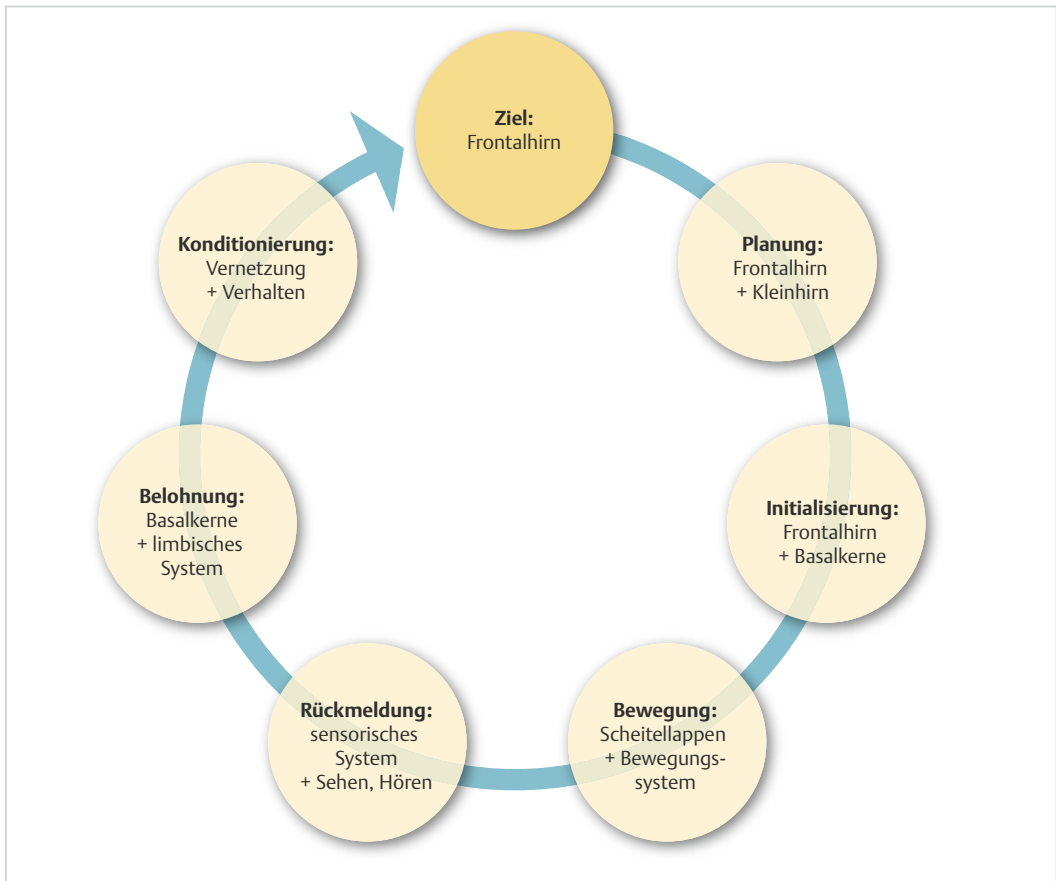 Ziel:
Frontalhirn
Planung:
Frontalhirn
+ Kleinhirn
Initialisierung:
Frontalhirn
+ Basalkerne
Bewegung:
Scheitellappen
+ Bewegungs-
system
Rückmeldung:
sensorisches
System
+ Sehen, Hören
Belohnung:
Basalkerne
+ limbisches
System
Konditionierung:
Vernetzung
+ Verhalten